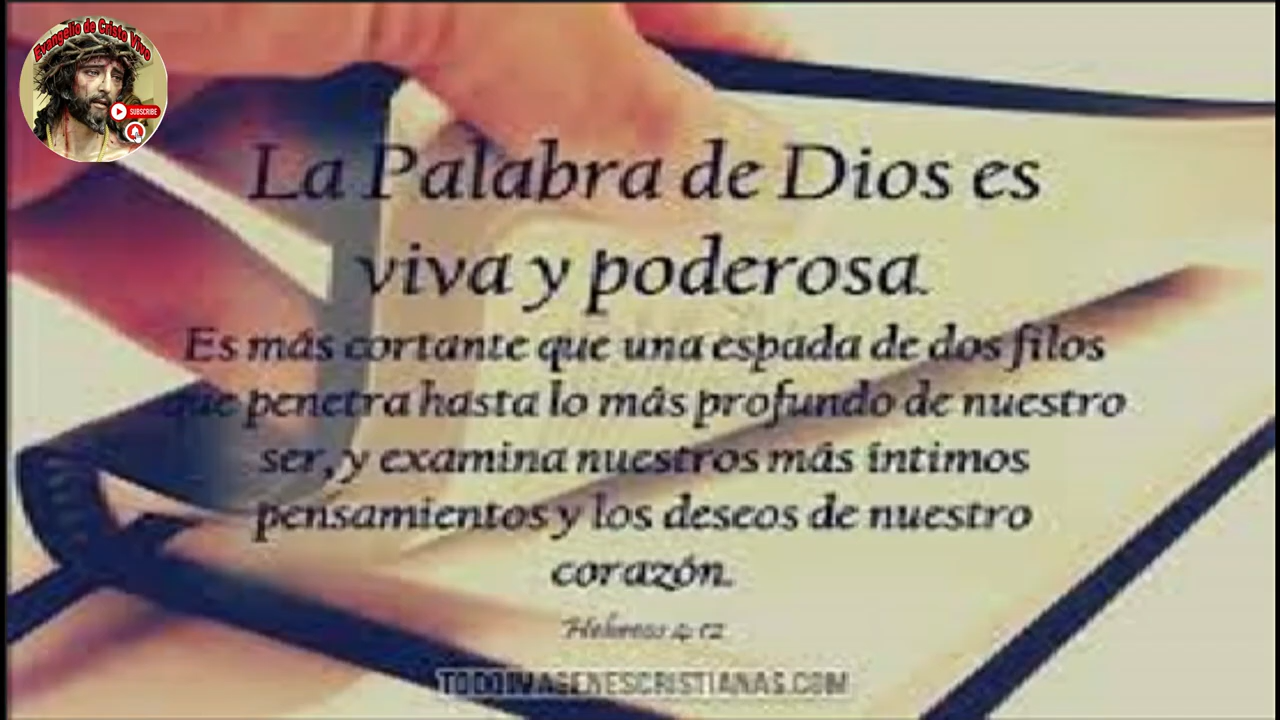 Evangelio de Cristo Vivo
SUBSCRIBE
La Palabra de Dios es
viva y poderosa.
Es más cortante que una espada de dos filos
que penetra hasta lo más profundo de nuestro
ser, y examina nuestros más íntimos
pensamientos y los deseos de nuestro
corazón.
Hebreos 4:12
TODOIMAGENESCRISTIANAS.COM